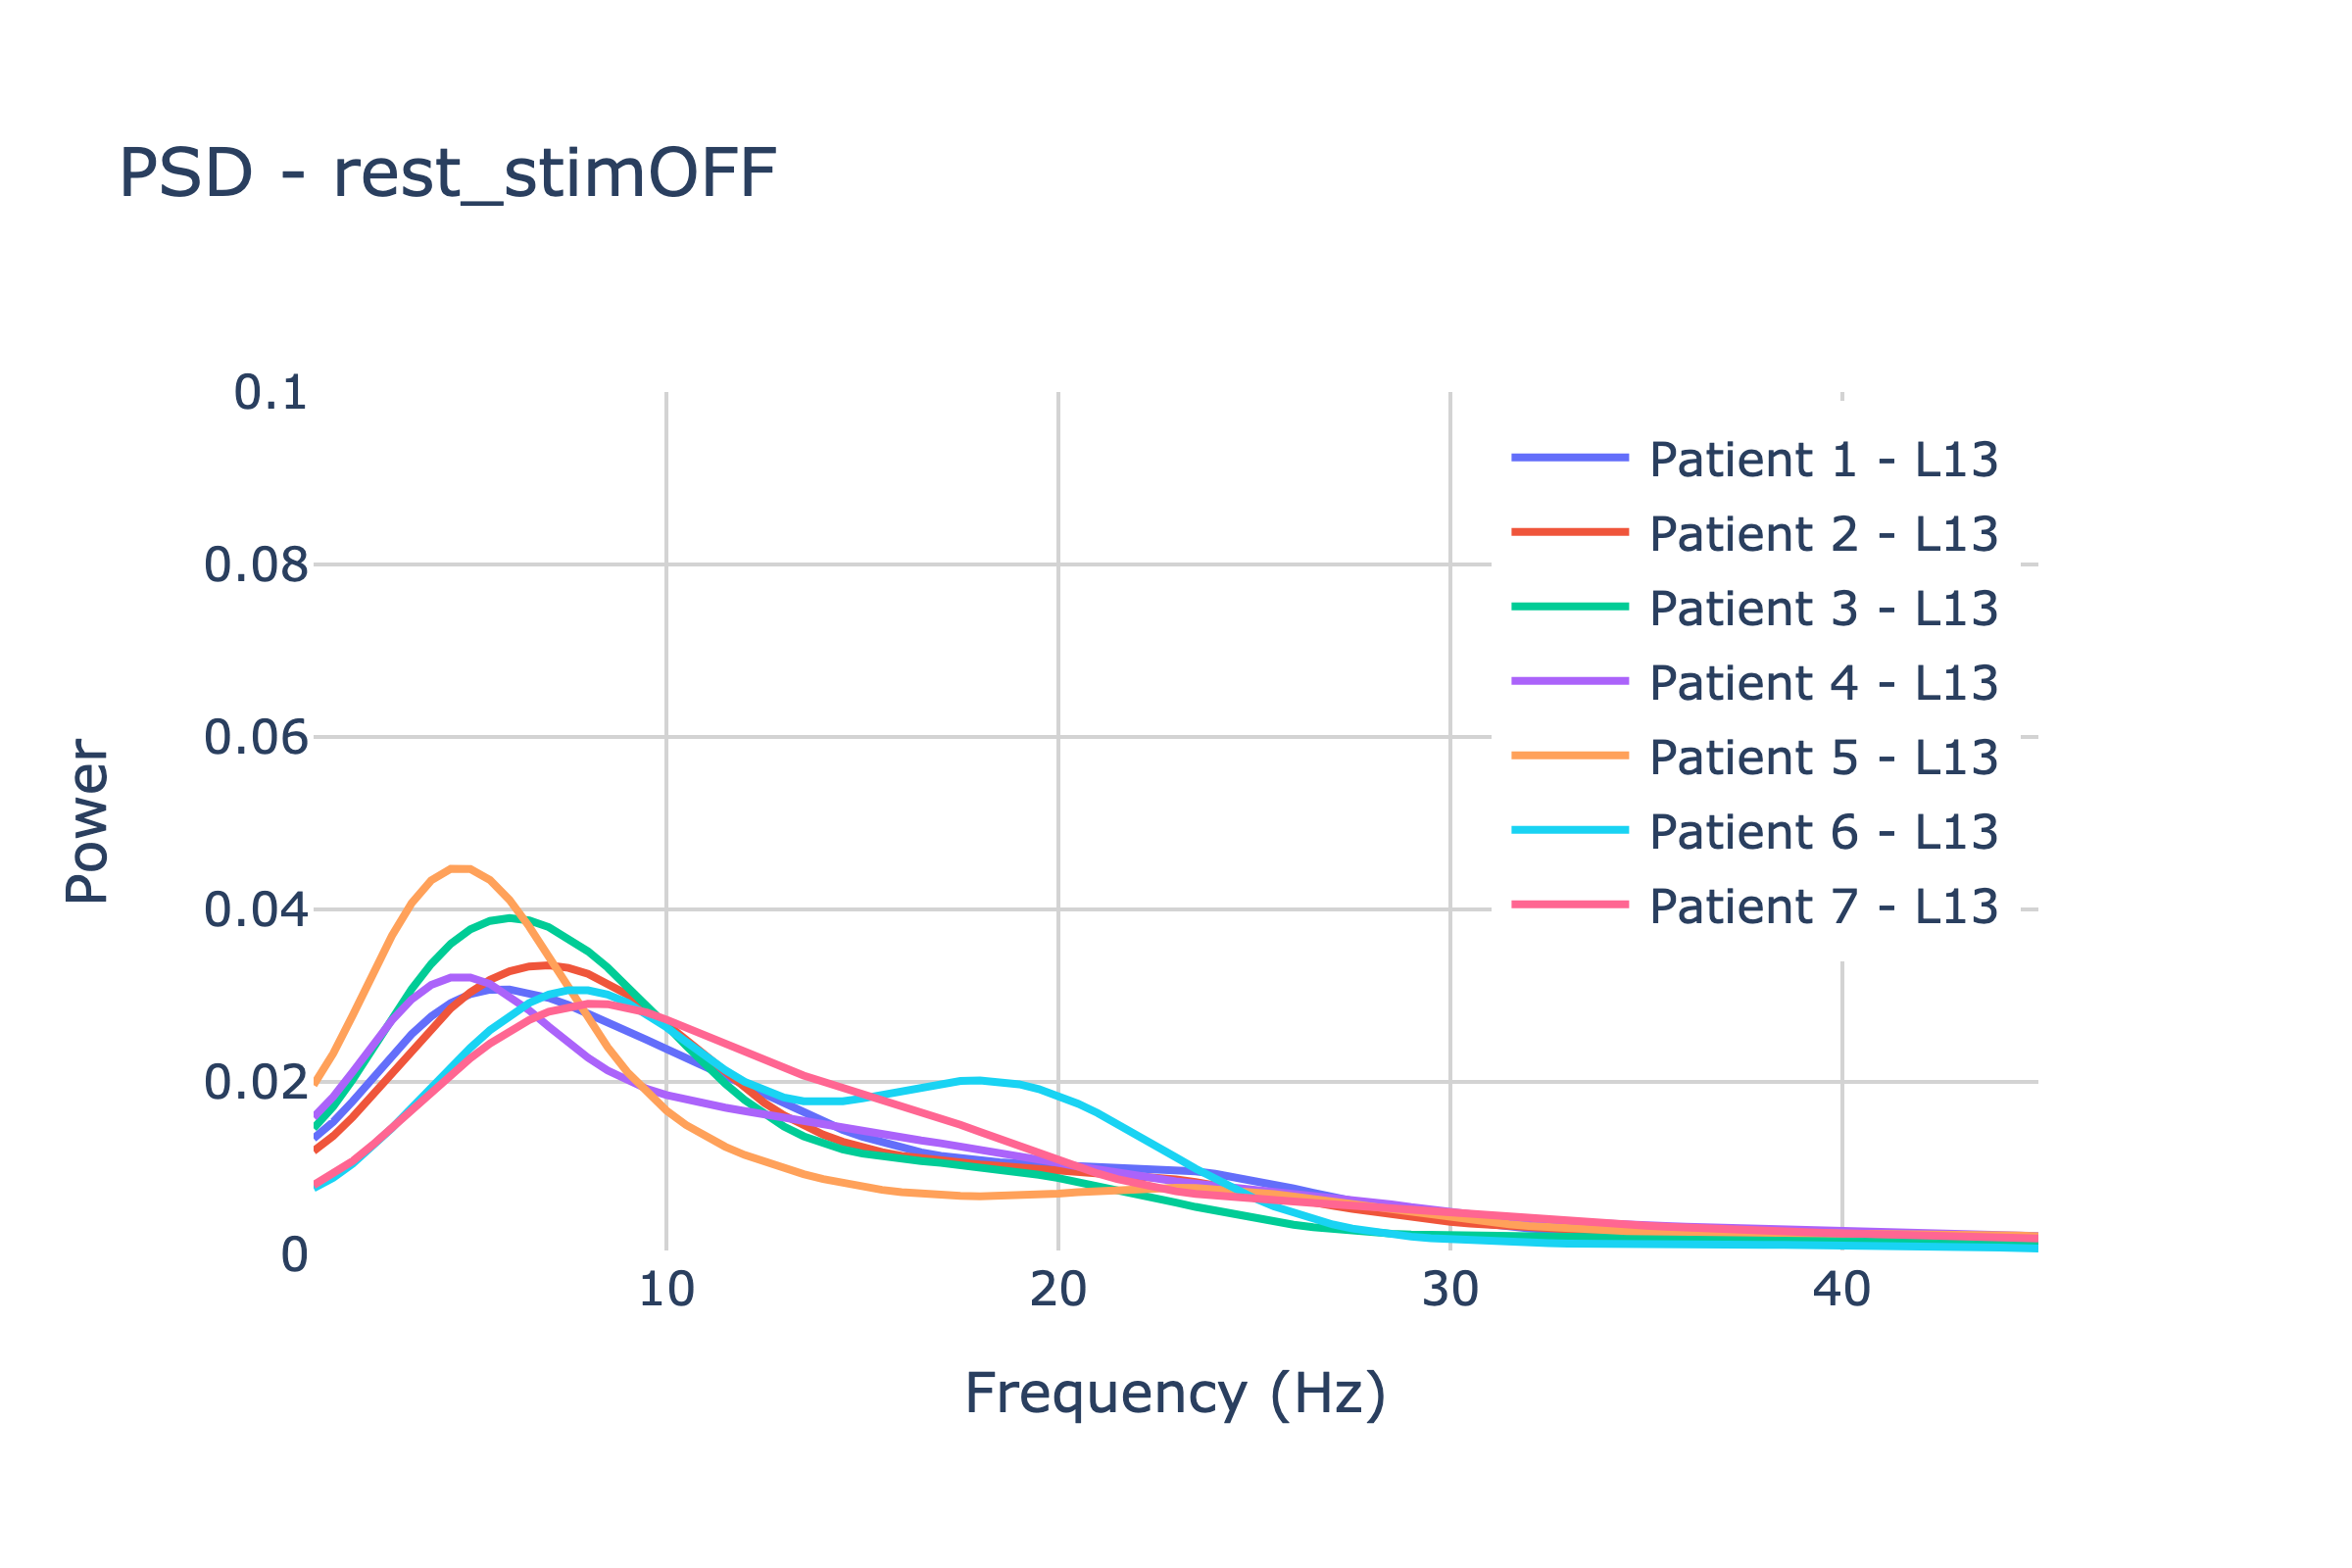 PSD - rest_stimOFF
0.1
0.08
0.06
0.04
0.02
0
Power
10
20
30
40
Frequency (Hz)
Patient 1 - L13
Patient 2 - L13
Patient 3 - L13
Patient 4 - L13
Patient 5 - L13
Patient 6 - L13
Patient 7 - L13